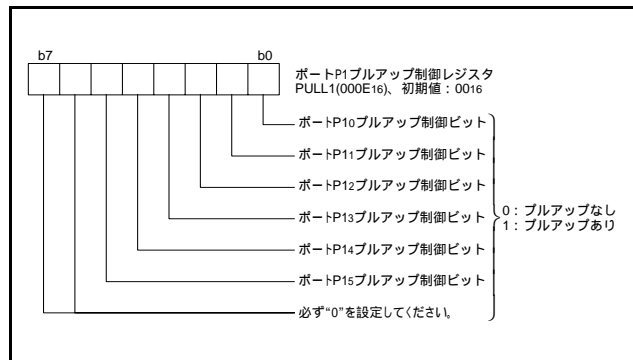 b7 b0
ポートP1プルアップ制御レジスタ
PULL1(000E16)、初期値：0016
ポートP10プルアップ制御ビット
ポートP11プルアップ制御ビット
ポートP12プルアップ制御ビット
ポートP13プルアップ制御ビット
ポートP14プルアップ制御ビット
ポートP15プルアップ制御ビット
必ず“0”を設定してください。
0：プルアップなし
1：プルアップあり